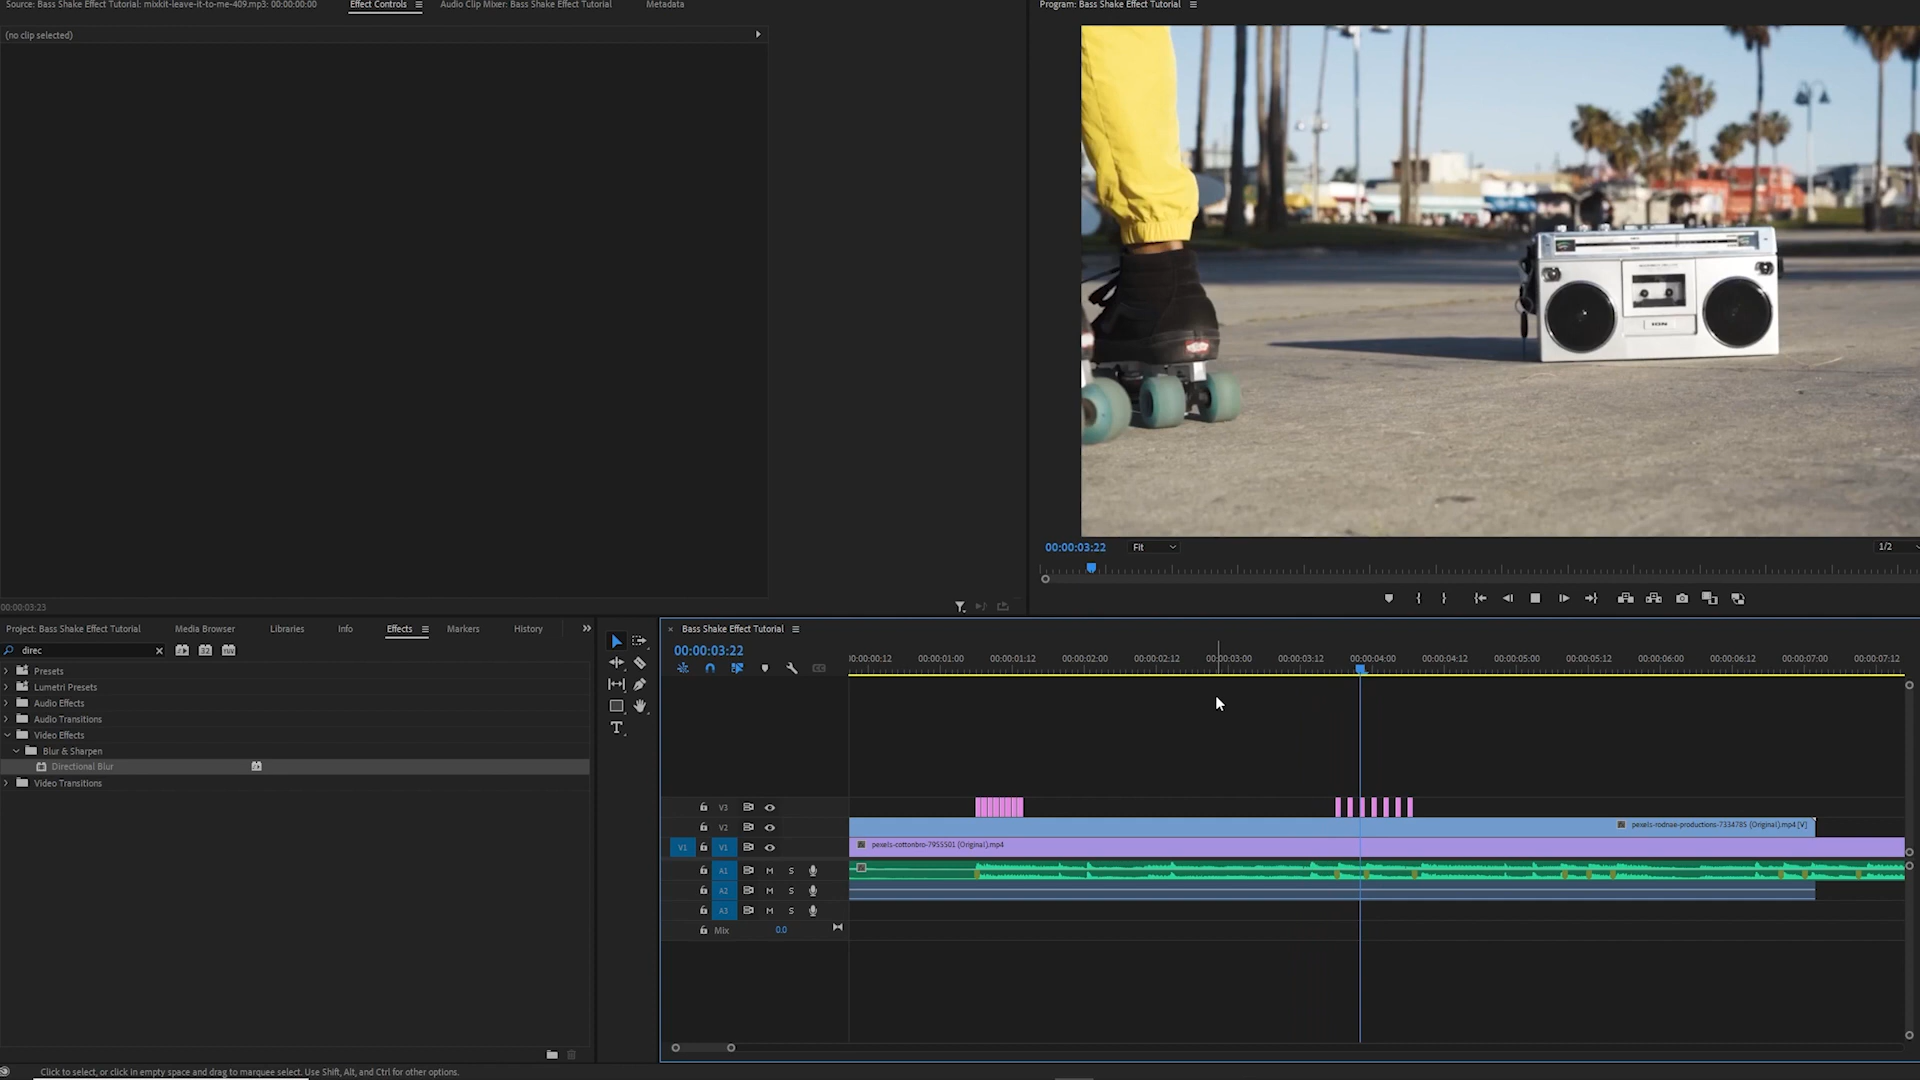 Source: Bass Shake Effect Tutorial: mixkit-leave-it-to-me-409.mp3: 00:00:00:00
Effect Controls
Audio Clip Mixer: Bass Shake Effect Tutorial
Metadata
Program: Bass Shake Effect Tutorial
(no clip selected)
00:00:03:22
Fit
1/2
00:00:03:23
Project: Bass Shake Effect Tutorial
Media Browser
Libraries
Info
Effects
Markers
History
direc
32
YUV
Presets
Lumetri Presets
Audio Effects
Audio Transitions
Video Effects
Blur & Sharpen
Directional Blur
Video Transitions
Bass Shake Effect Tutorial
00:00:03:22
00:00:00:12 00:00:01:00 00:00:01:12 00:00:02:00 00:00:02:12 00:00:03:00 00:00:03:12 00:00:04:00 00:00:04:12 00:00:05:00 00:00:05:12 00:00:06:00 00:00:06:12 00:00:07:00 00:00:07:12
V3
V2
pexels-rodnae-productions-7334785 (Original).mp4 [V]
V1 V1
pexels-cottonbro-7955501 (Original).mp4
A1 M S
A2 M S
A3 M S
Mix 0.0
Click to select, or click in empty space and drag to marquee select. Use Shift, Alt, and Ctrl for other options.